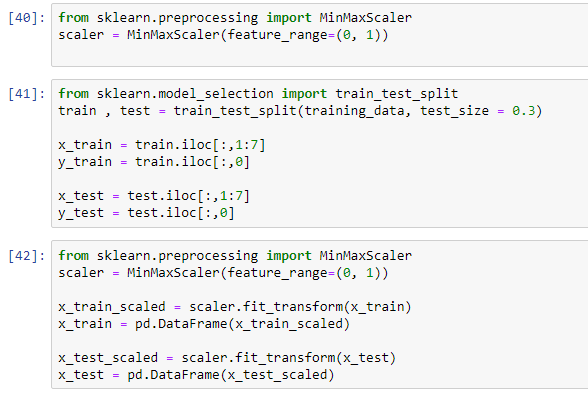 [40]: from sklearn.preprocessing import MinMaxScaler
scaler = MinMaxScaler(feature_range=(0, 1))
[41]: from sklearn.model_selection import train_test_split
train , test = train_test_split(training_data, test_size = 0.3)
x_train = train.iloc[:,1:7]
y_train = train.iloc[:,0]
x_test = test.iloc[:,1:7]
y_test = test.iloc[:,0]
[42]: from sklearn.preprocessing import MinMaxScaler
scaler = MinMaxScaler(feature_range=(0, 1))
x_train_scaled = scaler.fit_transform(x_train)
x_train = pd.DataFrame(x_train_scaled)
x_test_scaled = scaler.fit_transform(x_test)
x_test = pd.DataFrame(x_test_scaled)